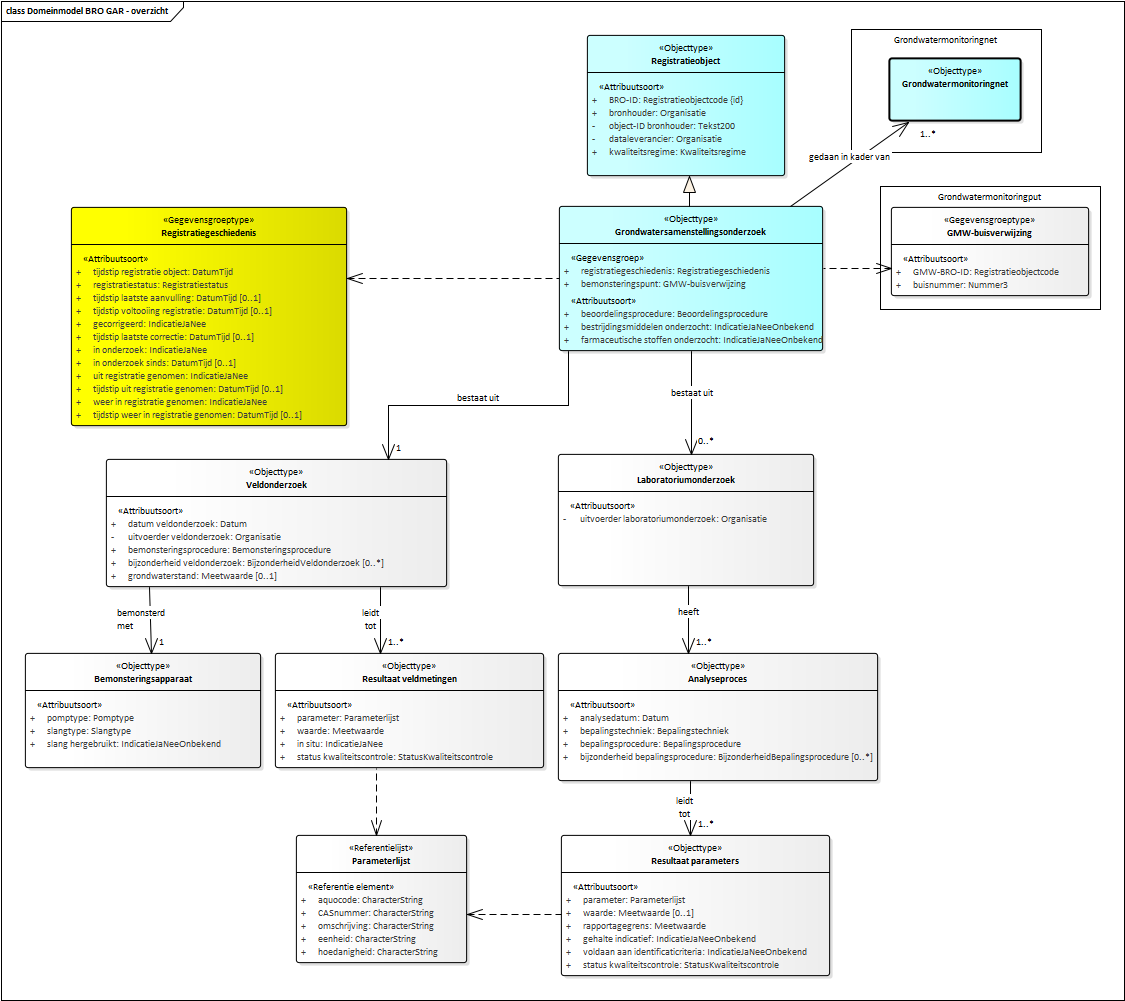 class Domeinmodel BRO GAR - overzicht
«Objecttype»
Registratieobject
«Attribuutsoort»
+ BRO-ID: Registratieobjectcode {id}
+ bronhouder: Organisatie
- object-ID bronhouder: Tekst200
- dataleverancier: Organisatie
+ kwaliteitsregime: Kwaliteitsregime
Grondwatermonitoringnet
«Objecttype»
Grondwatermonitoringnet
1..*
gedaan in kader van
Grondwatermonitoringput
«Gegevensgroeptype»
GMW-buisverwijzing
«Attribuutsoort»
+ GMW-BRO-ID: Registratieobjectcode
+ buisnummer: Nummer3
«Gegevensgroeptype»
Registratiegeschiedenis
«Attribuutsoort»
+ tijdstip registratie object: DatumTijd
+ registratiestatus: Registratiestatus
+ tijdstip laatste aanvulling: DatumTijd [0..1]
+ tijdstip voltooiing registratie: DatumTijd [0..1]
+ gecorrigeerd: IndicatieJaNee
+ tijdstip laatste correctie: DatumTijd [0..1]
+ in onderzoek: IndicatieJaNee
+ in onderzoek sinds: DatumTijd [0..1]
+ uit registratie genomen: IndicatieJaNee
+ tijdstip uit registratie genomen: DatumTijd [0..1]
+ weer in registratie genomen: IndicatieJaNee
+ tijdstip weer in registratie genomen: DatumTijd [0..1]
«Objecttype»
Grondwatersamenstellingsonderzoek
«Gegevensgroep»
+ registratiegeschiedenis: Registratiegeschiedenis
+ bemonsteringspunt: GMW-buisverwijzing
«Attribuutsoort»
+ beoordelingsprocedure: Beoordelingsprocedure
+ bestrijdingsmiddelen onderzocht: IndicatieJaNeeOnbekend
+ farmaceutische stoffen onderzocht: IndicatieJaNeeOnbekend
bestaat uit
1
bestaat uit
0..*
«Objecttype»
Veldonderzoek
«Attribuutsoort»
+ datum veldonderzoek: Datum
- uitvoerder veldonderzoek: Organisatie
+ bemonsteringsprocedure: Bemonsteringsprocedure
+ bijzonderheid veldonderzoek: BijzonderheidVeldonderzoek [0..*]
+ grondwaterstand: Meetwaarde [0..1]
«Objecttype»
Laboratoriumonderzoek
«Attribuutsoort»
- uitvoerder laboratoriumonderzoek: Organisatie
bemonsterd
met
1
leidt
tot
1..*
heeft
1..*
«Objecttype»
Bemonsteringsapparaat
«Attribuutsoort»
+ pomptype: Pomptype
+ slangtype: Slangtype
+ slang hergebruikt: IndicatieJaNeeOnbekend
«Objecttype»
Resultaat veldmetingen
«Attribuutsoort»
+ parameter: Parameterlijst
+ waarde: Meetwaarde
+ in situ: IndicatieJaNee
+ status kwaliteitscontrole: StatusKwaliteitscontrole
«Objecttype»
Analyseproces
«Attribuutsoort»
+ analysedatum: Datum
+ bepalingstechniek: Bepalingstechniek
+ bepalingsprocedure: Bepalingsprocedure
+ bijzonderheid bepalingsprocedure: BijzonderheidBepalingsprocedure [0..*]
leidt
tot
1..*
«Referentielijst»
Parameterlijst
«Referentie element»
+ aquocode: CharacterString
+ CASnummer: CharacterString
+ omschrijving: CharacterString
+ eenheid: CharacterString
+ hoedanigheid: CharacterString
«Objecttype»
Resultaat parameters
«Attribuutsoort»
+ parameter: Parameterlijst
+ waarde: Meetwaarde [0..1]
+ rapportagegrens: Meetwaarde
+ gehalte indicatief: IndicatieJaNeeOnbekend
+ voldaan aan identificaticriteria: IndicatieJaNeeOnbekend
+ status kwaliteitscontrole: StatusKwaliteitscontrole